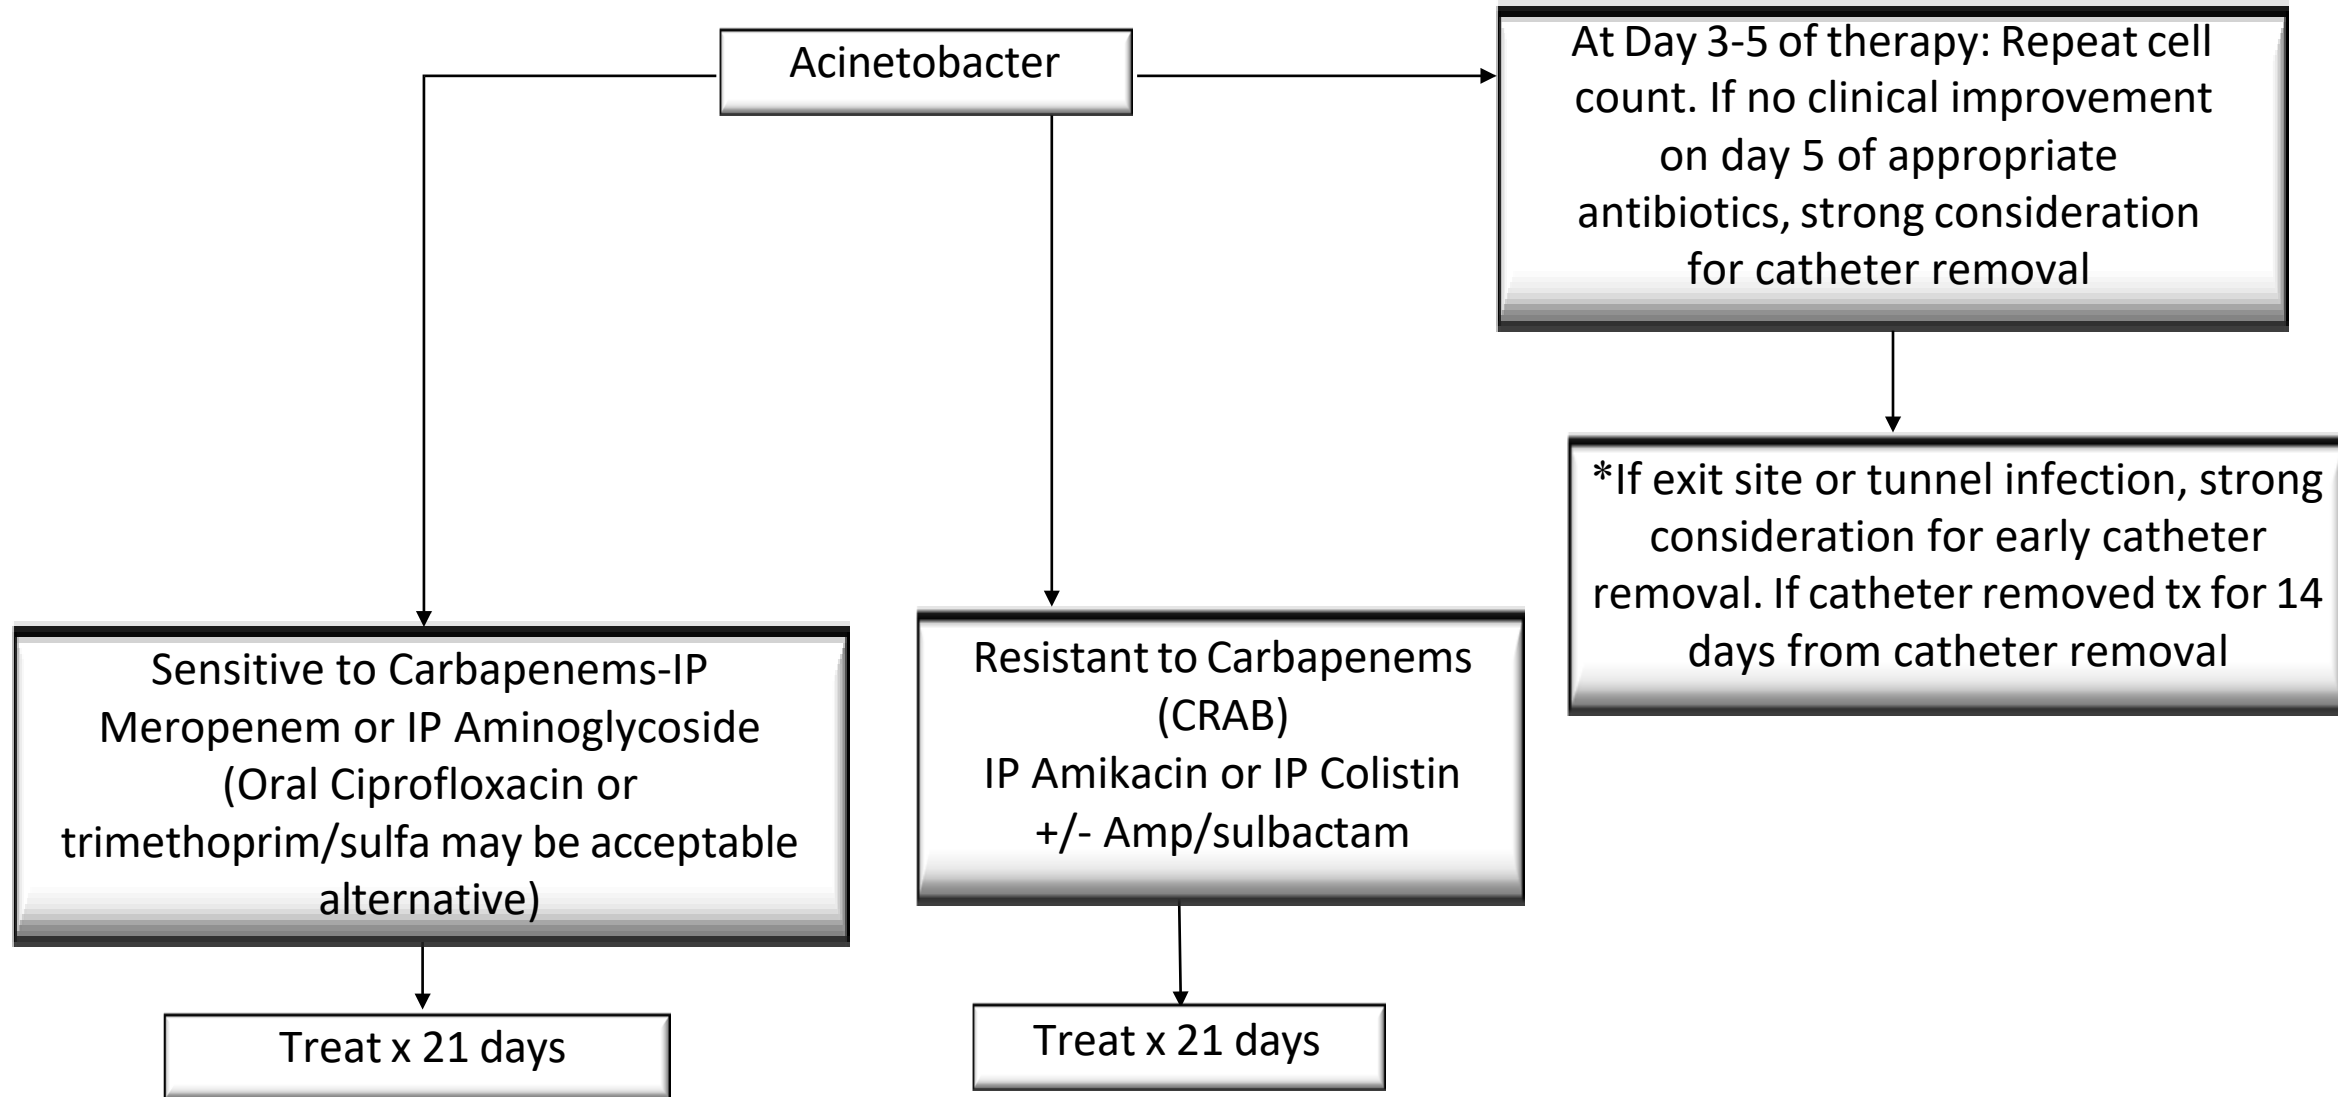 Acinetobacter
At Day 3-5 of therapy: Repeat cell
count. If no clinical improvement
on day 5 of appropriate
antibiotics, strong consideration
for catheter removal
*If exit site or tunnel infection, strong
consideration for early catheter
removal. If catheter removed tx for 14
days from catheter removal
Sensitive to Carbapenems-IP
Meropenem or IP Aminoglycoside
(Oral Ciprofloxacin or
trimethoprim/sulfa may be acceptable
alternative)
Treat x 21 days
Resistant to Carbapenems
(CRAB)
IP Amikacin or IP Colistin
+/- Amp/sulbactam
Treat x 21 days